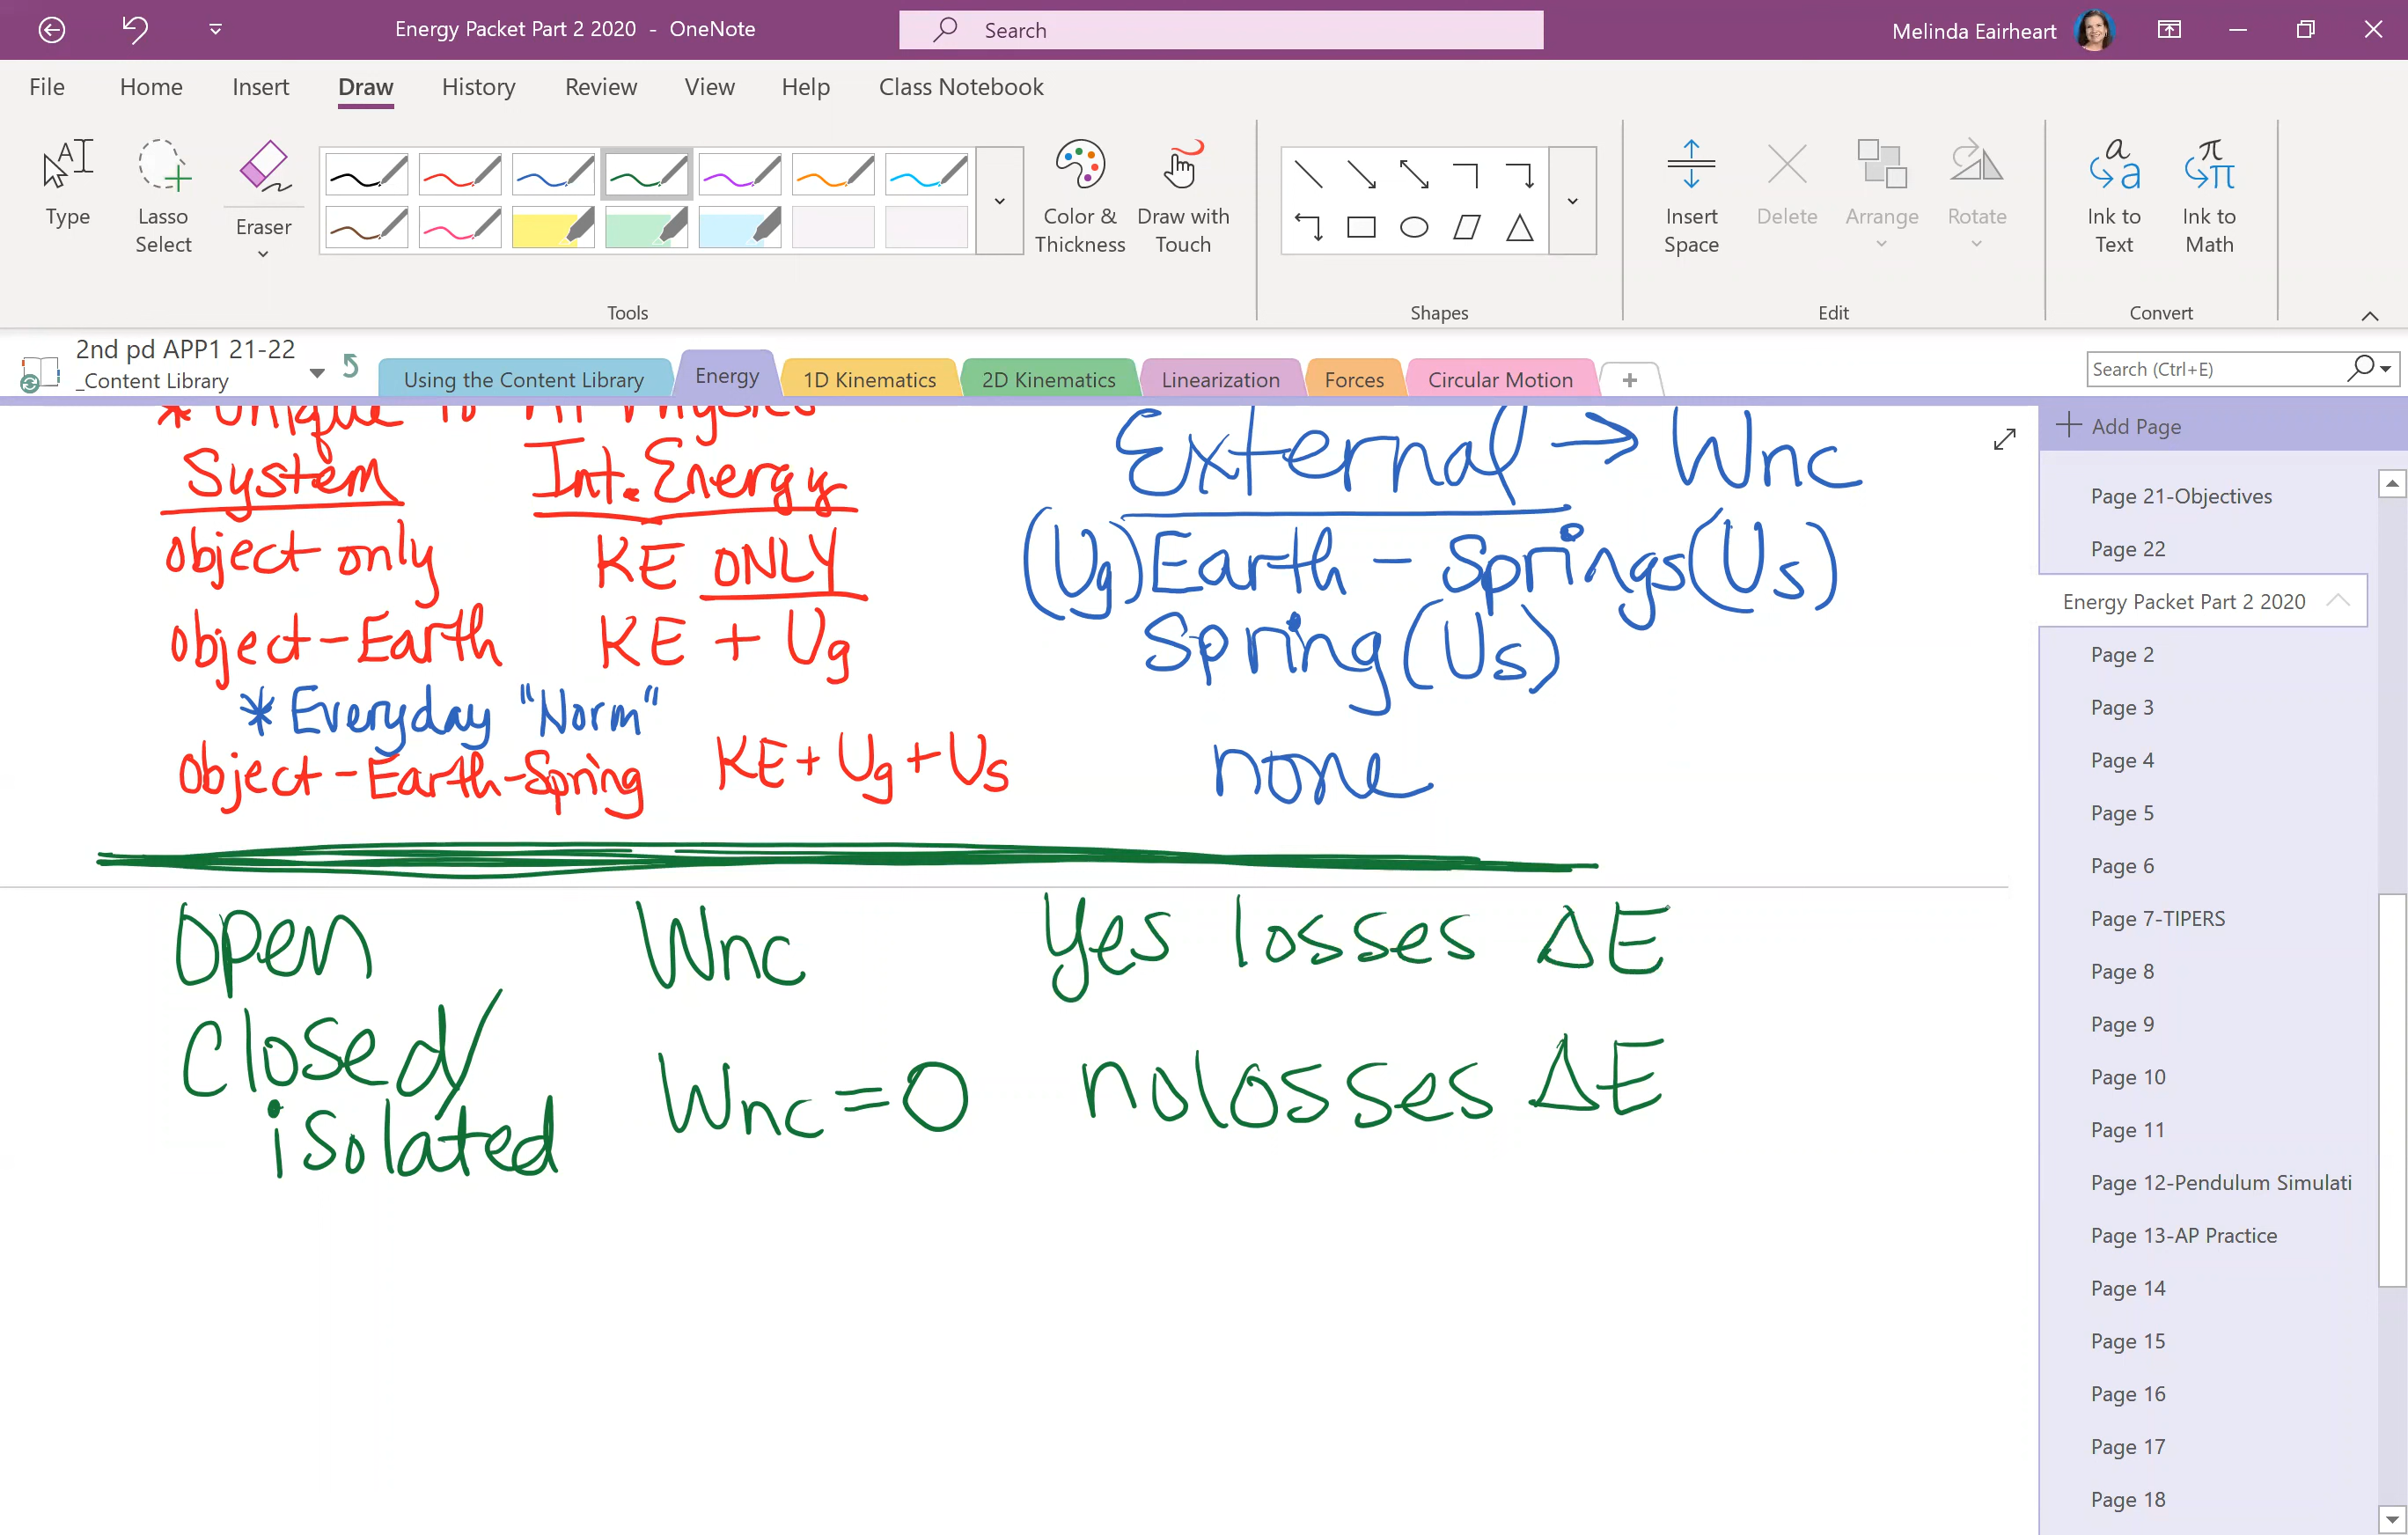 Energy Packet Part 2 2020 - OneNote
Search
Melinda Eairheart
File Home Insert Draw History Review View Help Class Notebook
Type
Lasso Select
Eraser
Color & Thickness
Draw with Touch
Insert Space
Delete
Arrange
Rotate
Ink to Text
Ink to Math
Tools
Shapes
Edit
Convert
2nd pd APP1 21-22
_Content Library
Using the Content Library Energy 1D Kinematics 2D Kinematics Linearization Forces Circular Motion +
Search (Ctrl+E)
* Unique to AP Physics
System Int. Energy External → Wnc
object only KE ONLY (Ug) Earth - Springs (Us)
object-Earth KE + Ug Spring (Us)
* Everyday "Norm"
Object-Earth-Spring KE + Ug + Us none
open Wnc Yes losses ΔE
closed/
isolated Wnc = 0 no losses ΔE
Add Page
Page 21-Objectives
Page 22
Energy Packet Part 2 2020
Page 2
Page 3
Page 4
Page 5
Page 6
Page 7-TIPERS
Page 8
Page 9
Page 10
Page 11
Page 12-Pendulum Simulati
Page 13-AP Practice
Page 14
Page 15
Page 16
Page 17
Page 18